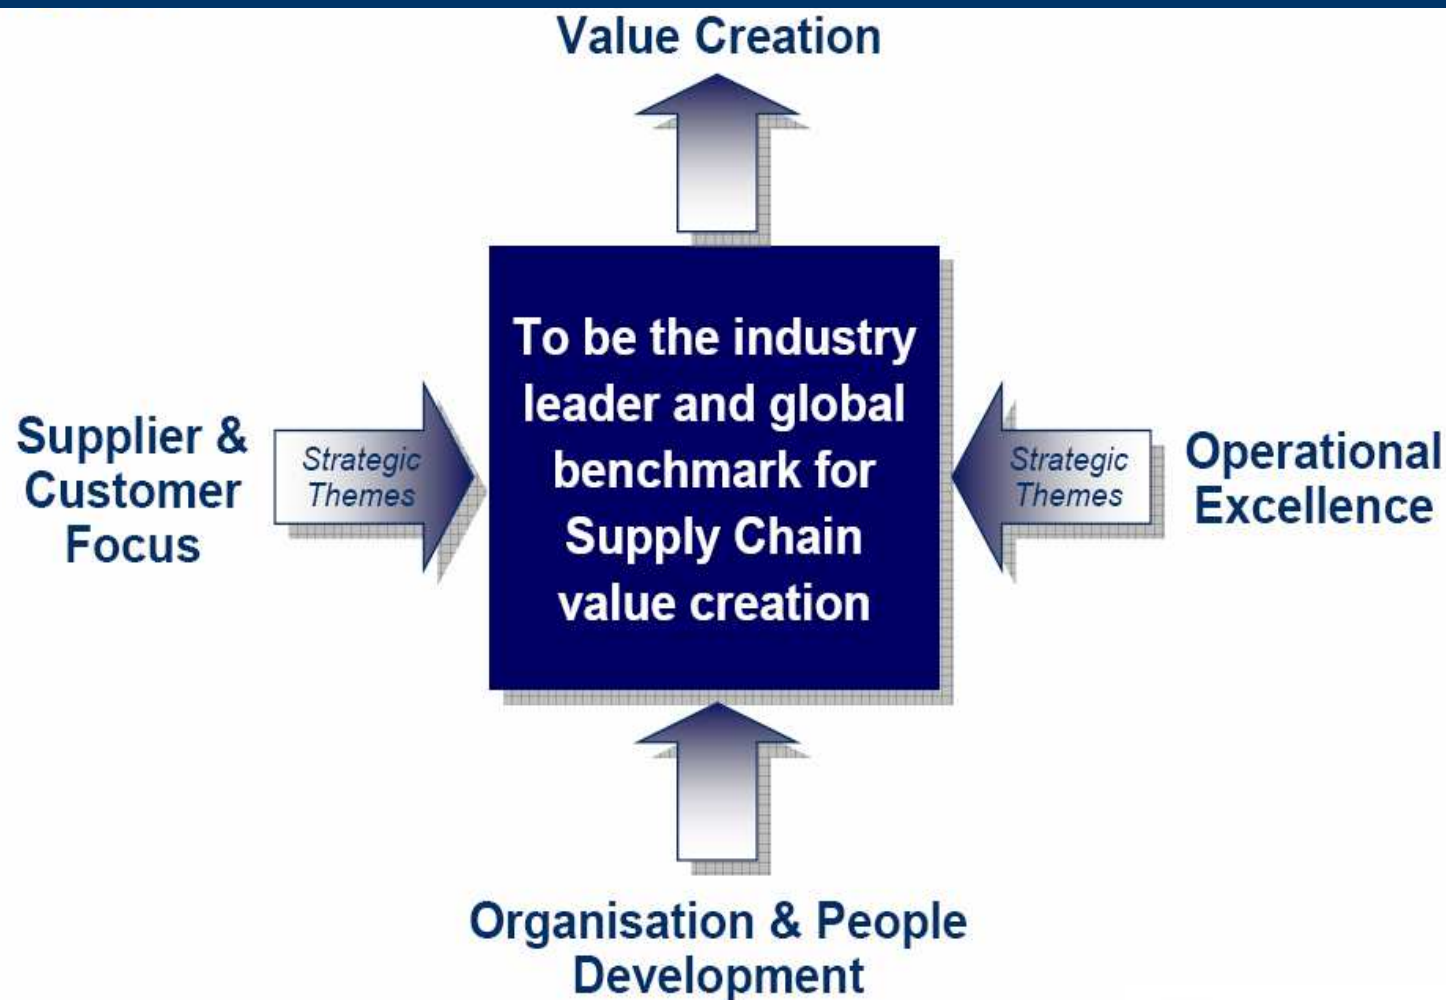 Value Creation
To be the industry
leader and global
benchmark for
Supply Chain
value creation
Supplier &
Customer
Focus
Strategic
Themes
Strategic
Themes
Operational
Excellence
Organisation & People
Development